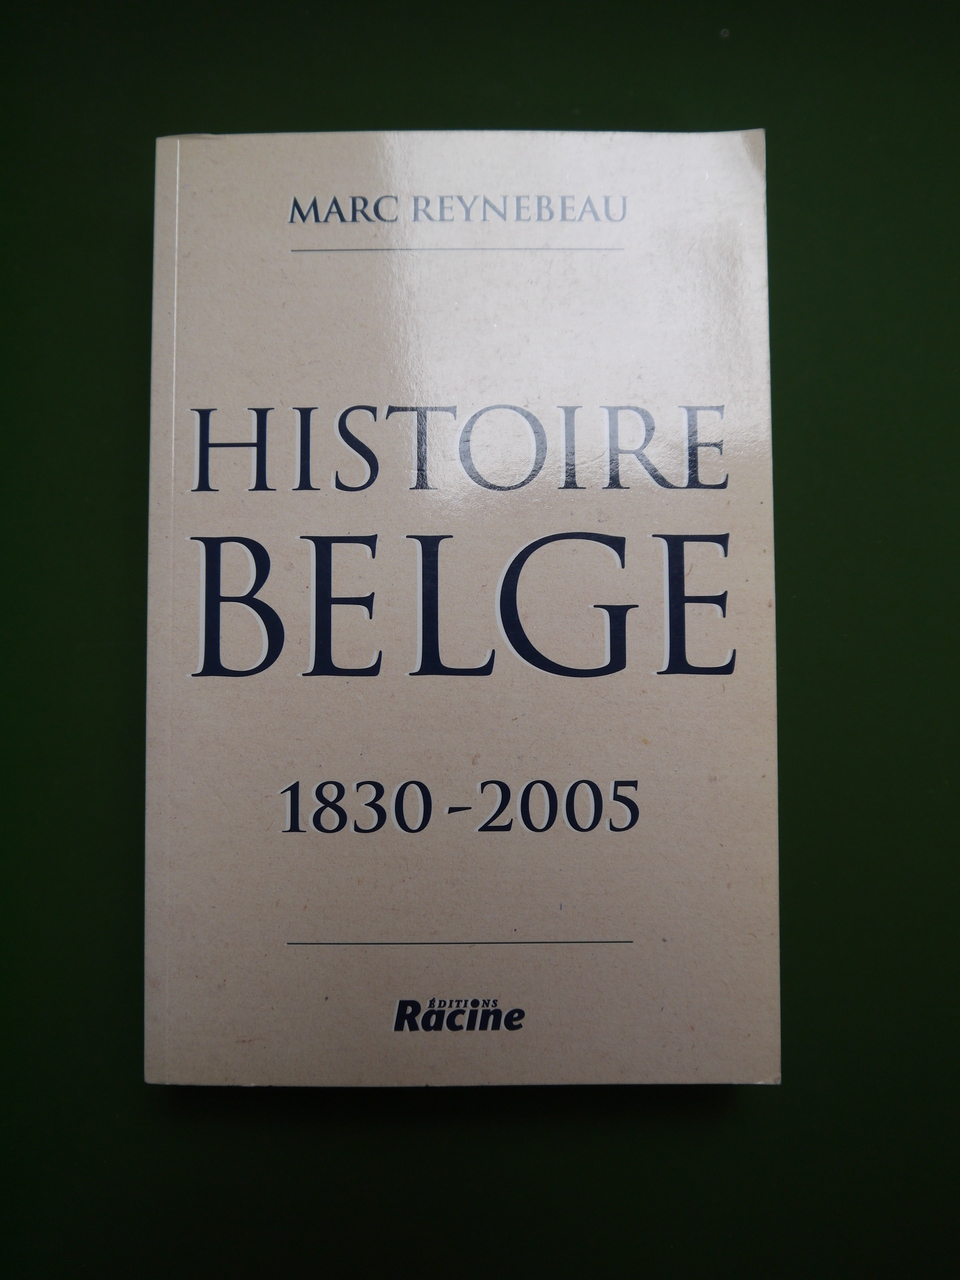 MARC REYNEBEAU
HISTOIRE
BELGE
1830-2005
ÉDITIONS
Racine